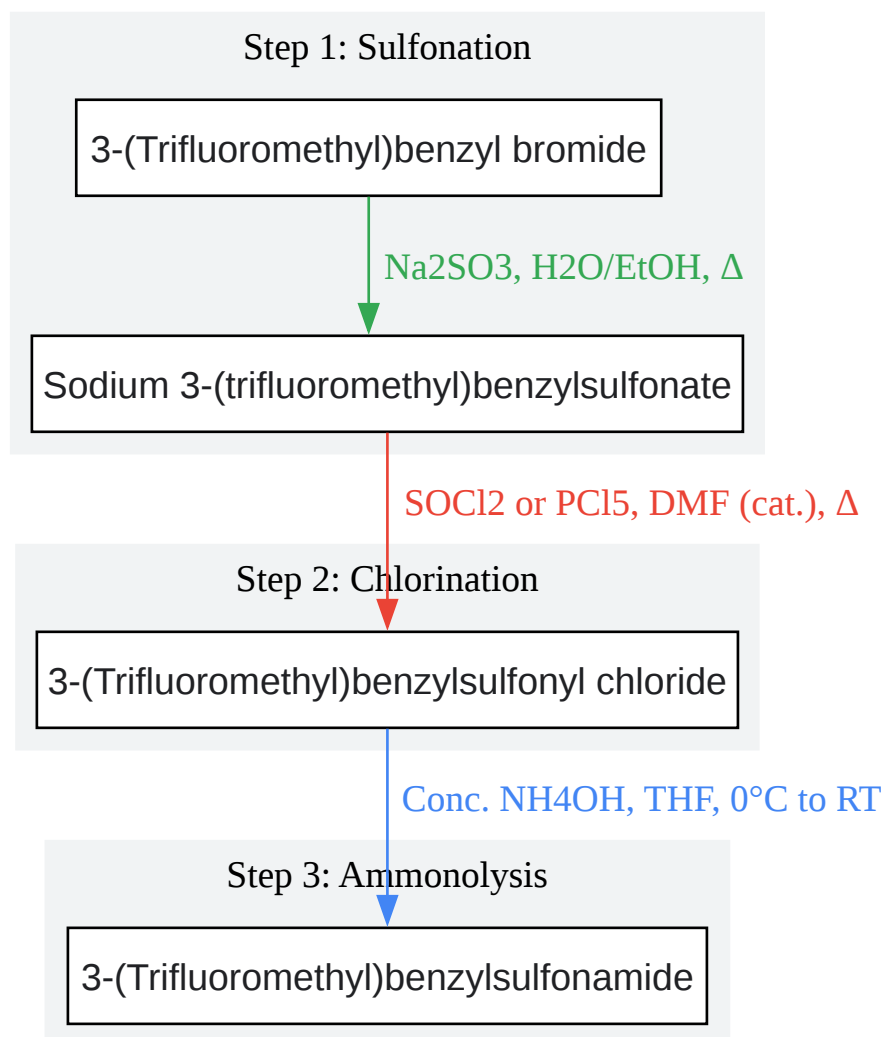 Step 1: Sulfonation
3-(Trifluoromethyl)benzyl bromide
Na2SO3, H2O/EtOH, Δ
Sodium 3-(trifluoromethyl)benzylsulfonate
SOCl2 or PCl5, DMF (cat.), Δ
Step 2: Chlorination
3-(Trifluoromethyl)benzylsulfonyl chloride
Conc. NH4OH, THF, 0°C to RT
Step 3: Ammonolysis
3-(Trifluoromethyl)benzylsulfonamide